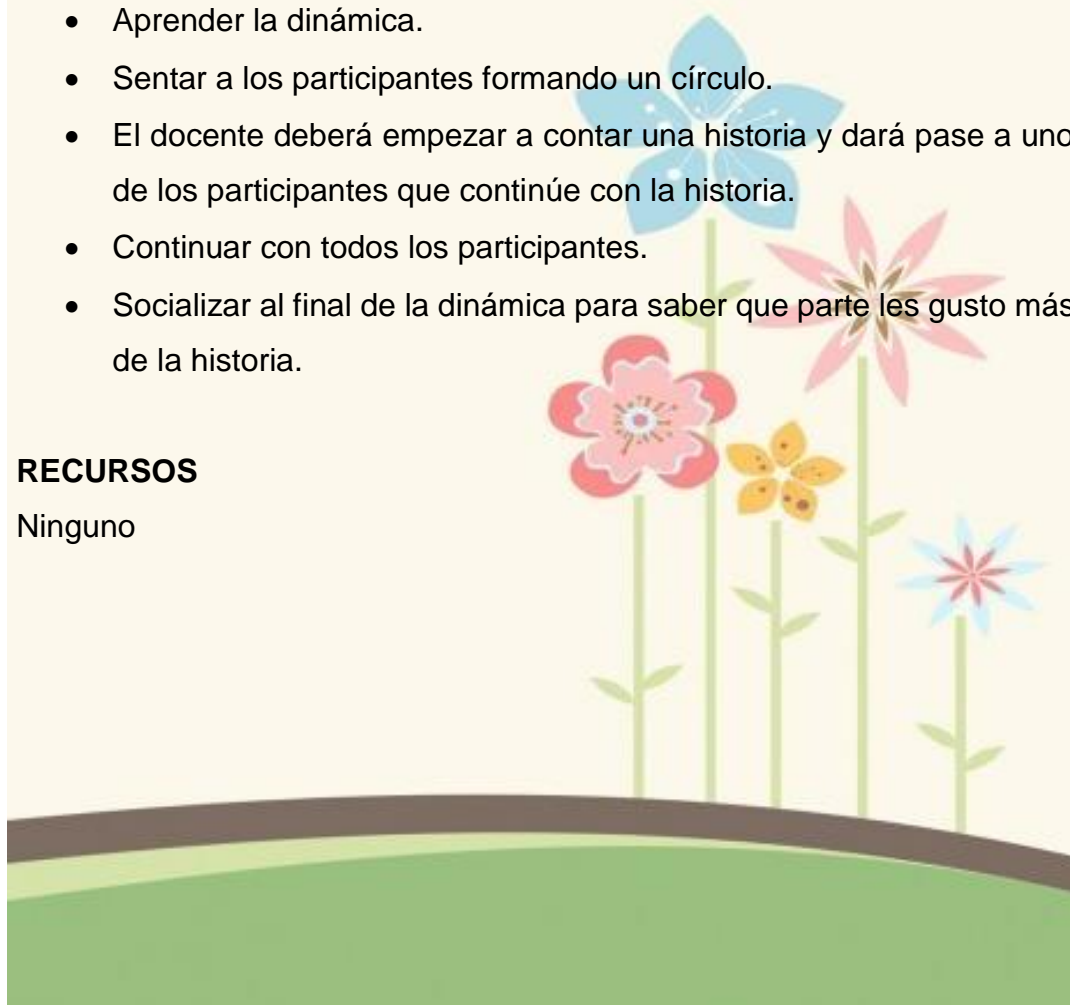 • Aprender la dinámica.
• Sentar a los participantes formando un círculo.
• El docente deberá empezar a contar una historia y dará pase a uno
de los participantes que continúe con la historia.
• Continuar con todos los participantes.
• Socializar al final de la dinámica para saber que parte les gusto más
de la historia.
RECURSOS
Ninguno